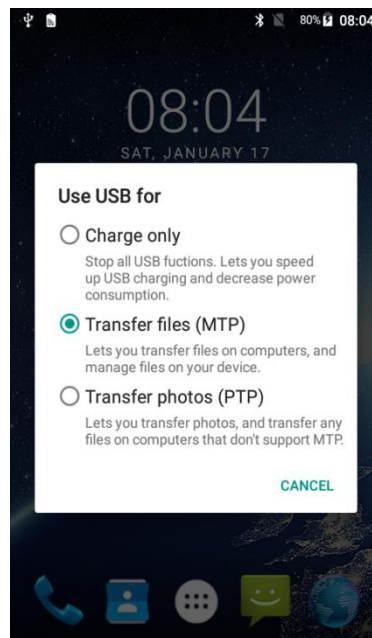 80% 08:04
08:04
SAT, JANUARY 17
Use USB for
Charge only
Stop all USB fuctions. Lets you speed
up USB charging and decrease power
consumption.
Transfer files (MTP)
Lets you transfer files on computers, and
manage files on your device.
Transfer photos (PTP)
Lets you transfer photos, and transfer any
files on computers that don't support MTP.
CANCEL